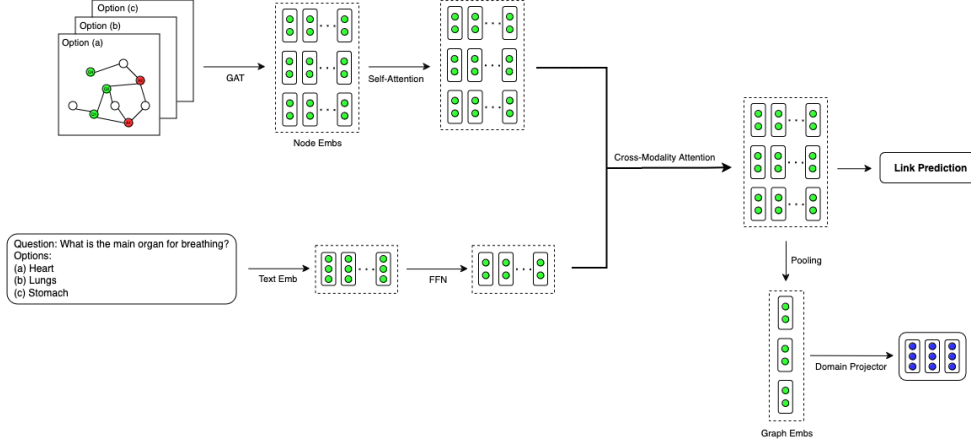 Option (c)
Option (b)
Option (a)
GAT
Node Embs
Self-Attention
Cross-Modality Attention
Link Prediction
Question: What is the main organ for breathing?
Options:
(a) Heart
(b) Lungs
(c) Stomach
Text Emb
FFN
Pooling
Domain Projector
Graph Embs